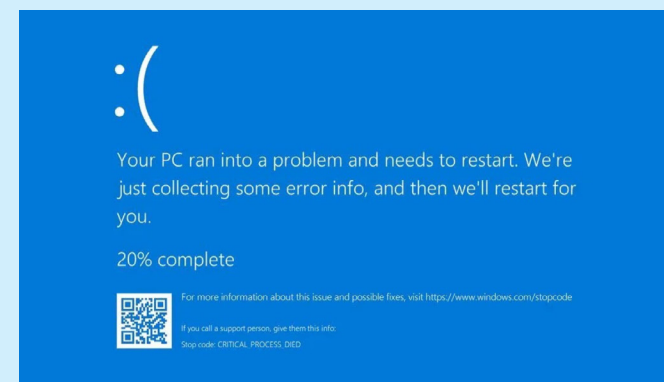 :(
Your PC ran into a problem and needs to restart. We're
just collecting some error info, and then we'll restart for
you.
20% complete
For more information about this issue and possible fixes, visit https://www.windows.com/stopcode
If you call a support person, give them this info:
Stop code: CRITICAL_PROCESS_DIED